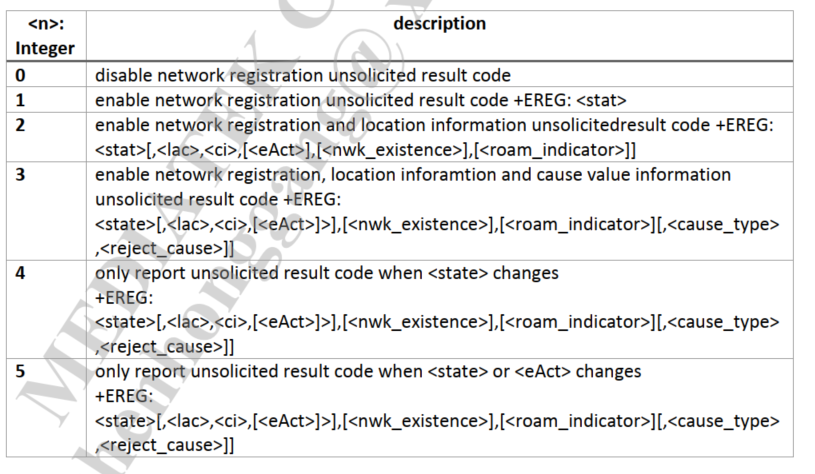 <n>:
Integer
description
0
disable network registration unsolicited result code
1
enable network registration unsolicited result code +EREG: <stat>
2
enable network registration and location information unsolicitedresult code +EREG:
<stat>[,<lac>,<ci>,[<eAct>],[<nwk_existence>],[<roam_indicator>]]
3
enable netowrk registration, location inforamtion and cause value information
unsolicited result code +EREG:
<state>[,<lac>,<ci>,[<eAct>]>],[<nwk_existence>],[<roam_indicator>][,<cause_type>
,<reject_cause>]]
4
only report unsolicited result code when <state> changes
+EREG:
<state>[,<lac>,<ci>,[<eAct>]>],[<nwk_existence>],[<roam_indicator>][,<cause_type>
,<reject_cause>]]
5
only report unsolicited result code when <state> or <eAct> changes
+EREG:
<state>[,<lac>,<ci>,[<eAct>]>],[<nwk_existence>],[<roam_indicator>][,<cause_type>
,<reject_cause>]]
MEDIATEK